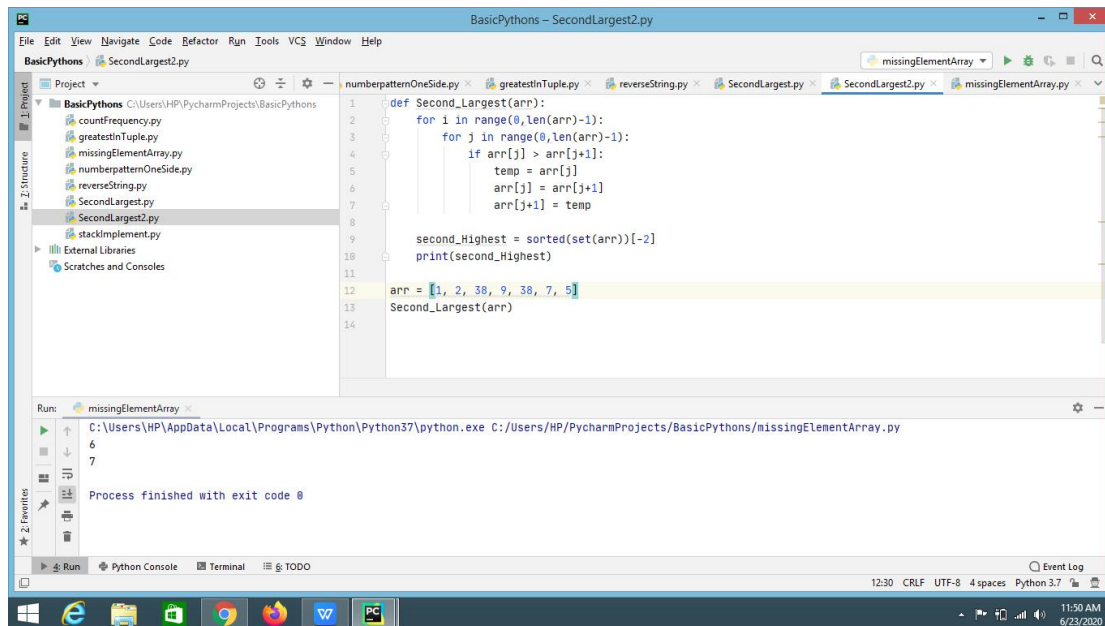 BasicPythons – SecondLargest2.py
File Edit View Navigate Code Refactor Run Tools VCS Window Help
BasicPythons SecondLargest2.py missingElementArray
1: Project Project numberpatternOneSide.py greatestInTuple.py reverseString.py SecondLargest.py SecondLargest2.py missingElementArray.py
BasicPythons C:\Users\HP\PycharmProjects\BasicPythons
countFrequency.py
greatestInTuple.py
missingElementArray.py
numberpatternOneSide.py
reverseString.py
SecondLargest.py
SecondLargest2.py
stackImplement.py
External Libraries
Scratches and Consoles
Z: Structure
1 def Second_Largest(arr):
2 for i in range(0,len(arr)-1):
3 for j in range(0,len(arr)-1):
4 if arr[j] > arr[j+1]:
5 temp = arr[j]
6 arr[j] = arr[j+1]
7 arr[j+1] = temp
8
9 second_Highest = sorted(set(arr))[-2]
10 print(second_Highest)
11
12 arr = [1, 2, 38, 9, 38, 7, 5]
13 Second_Largest(arr)
14
Run: missingElementArray
C:\Users\HP\AppData\Local\Programs\Python\Python37\python.exe C:/Users/HP/PycharmProjects/BasicPythons/missingElementArray.py
6
7
Process finished with exit code 0
2: Favorites
4: Run Python Console Terminal 6: TODO Event Log
12:30 CRLF UTF-8 4 spaces Python 3.7
PC
11:50 AM
6/23/2020